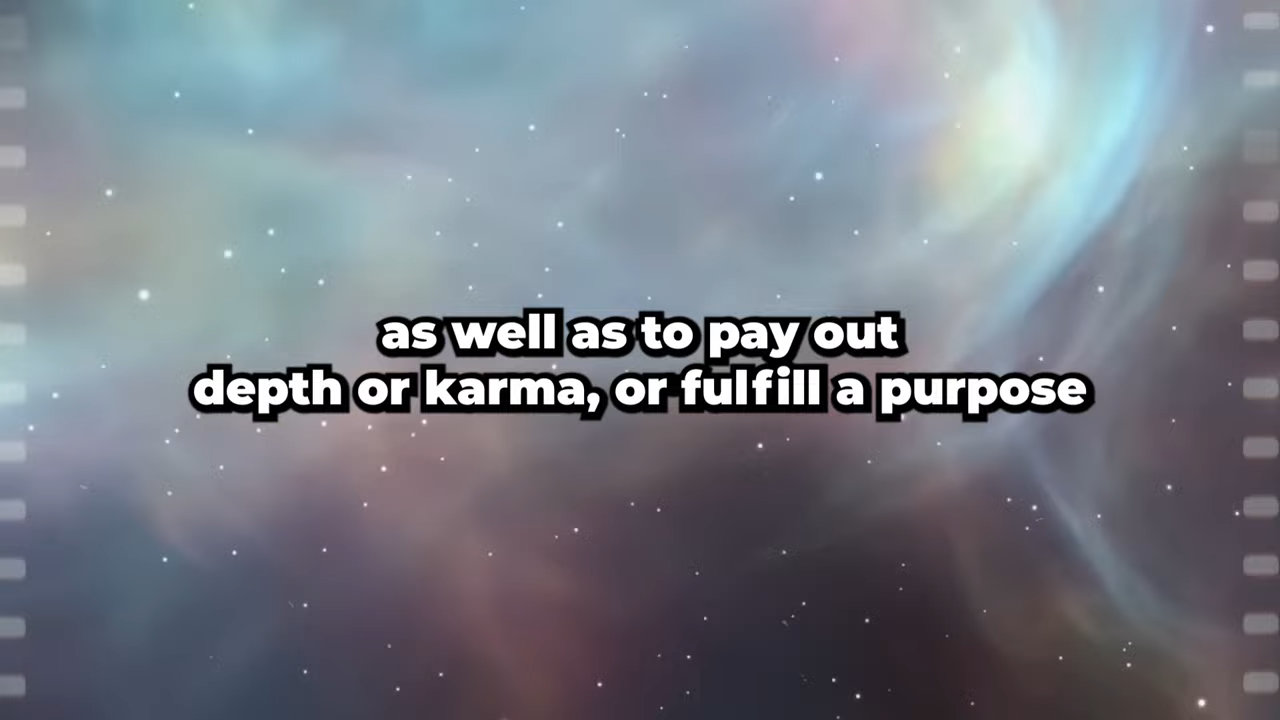 as well as to pay out
depth or karma, or fulfill a purpose